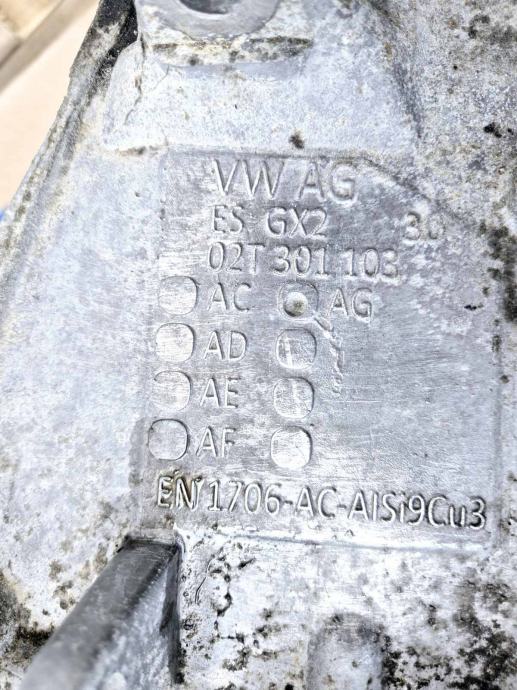 VW AG
ES GX2 30
02T 301 103
AC AG
AD
AE
AF
EN 1706-AC-AlSi9Cu3